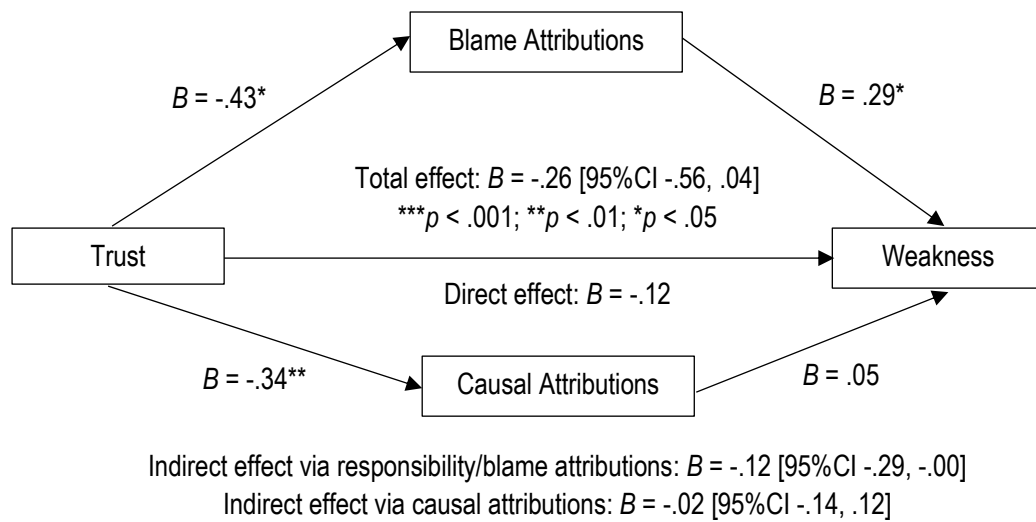 Blame Attributions
B = -.43*
B = .29*
Total effect: B = -.26 [95%CI -.56, .04]
***p < .001; **p < .01; *p < .05
Trust
Weakness
Direct effect: B = -.12
B = -.34**
Causal Attributions
B = .05
Indirect effect via responsibility/blame attributions: B = -.12 [95%CI -.29, -.00]
Indirect effect via causal attributions: B = -.02 [95%CI -.14, .12]